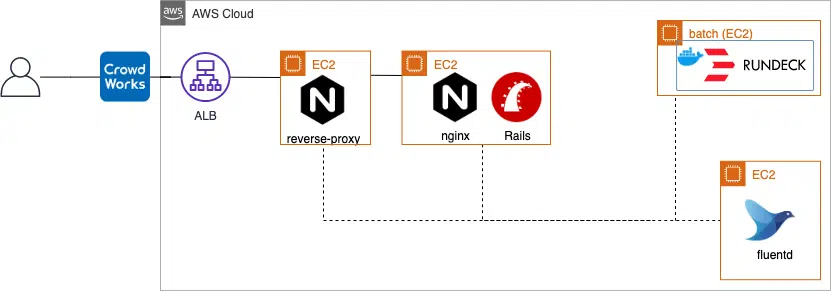 aws
AWS Cloud
Crowd
Works
ALB
EC2
N
reverse-proxy
EC2
N
nginx
Rails
batch (EC2)
RUNDECK
EC2
fluentd